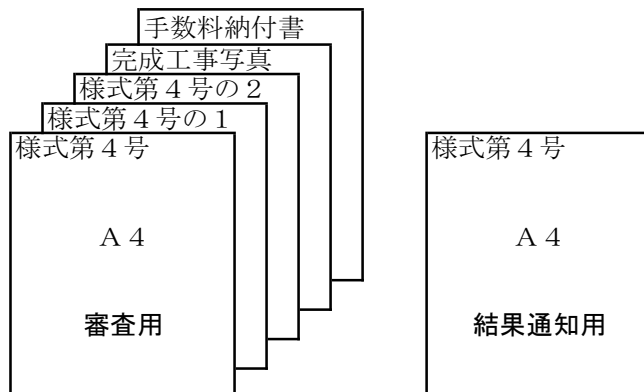 手数料納付書
完成工事写真
様式第４号の２
様式第４号の１
様式第４号
Ａ４
審査用
様式第４号
Ａ４
結果通知用